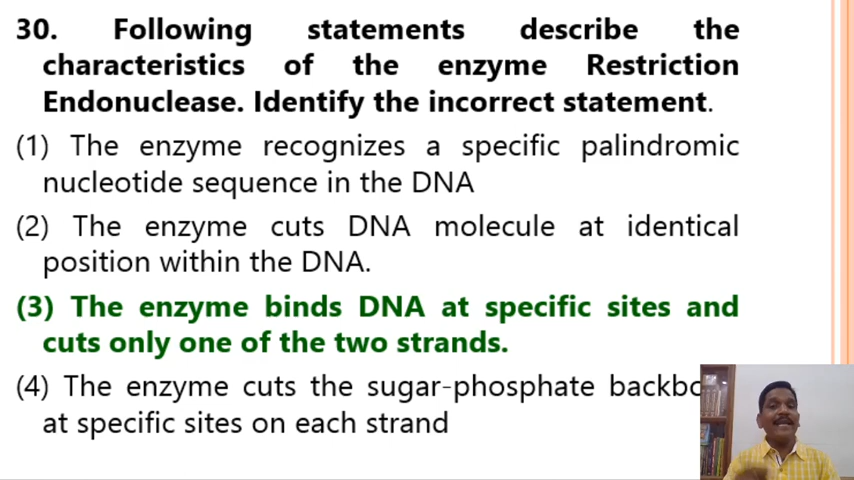 30. Following statements describe the
characteristics of the enzyme Restriction
Endonuclease. Identify the incorrect statement.
(1) The enzyme recognizes a specific palindromic
nucleotide sequence in the DNA
(2) The enzyme cuts DNA molecule at identical
position within the DNA.
(3) The enzyme binds DNA at specific sites and
cuts only one of the two strands.
(4) The enzyme cuts the sugar-phosphate
at specific sites on each strand